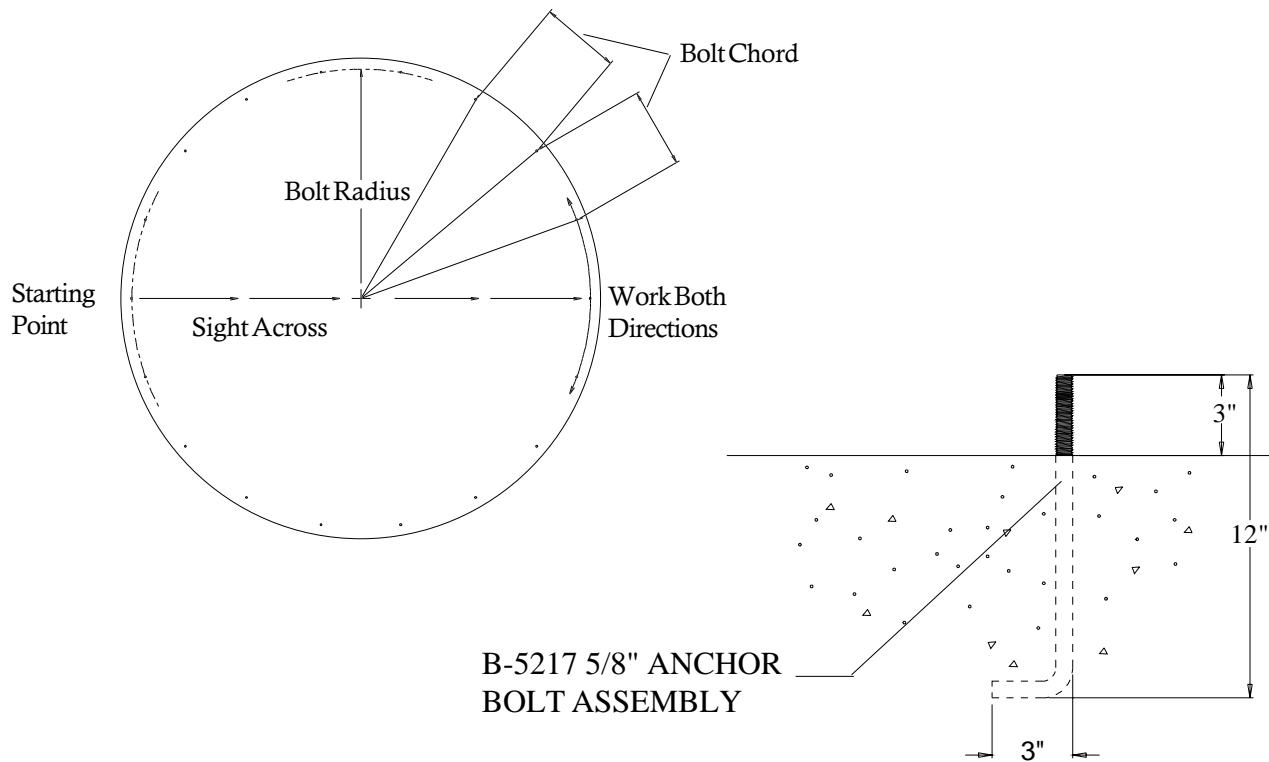 Bolt Chord
Bolt Radius
Starting
Point
Sight Across
Work Both
Directions
3"
12"
B-5217 5/8" ANCHOR
BOLT ASSEMBLY
3"